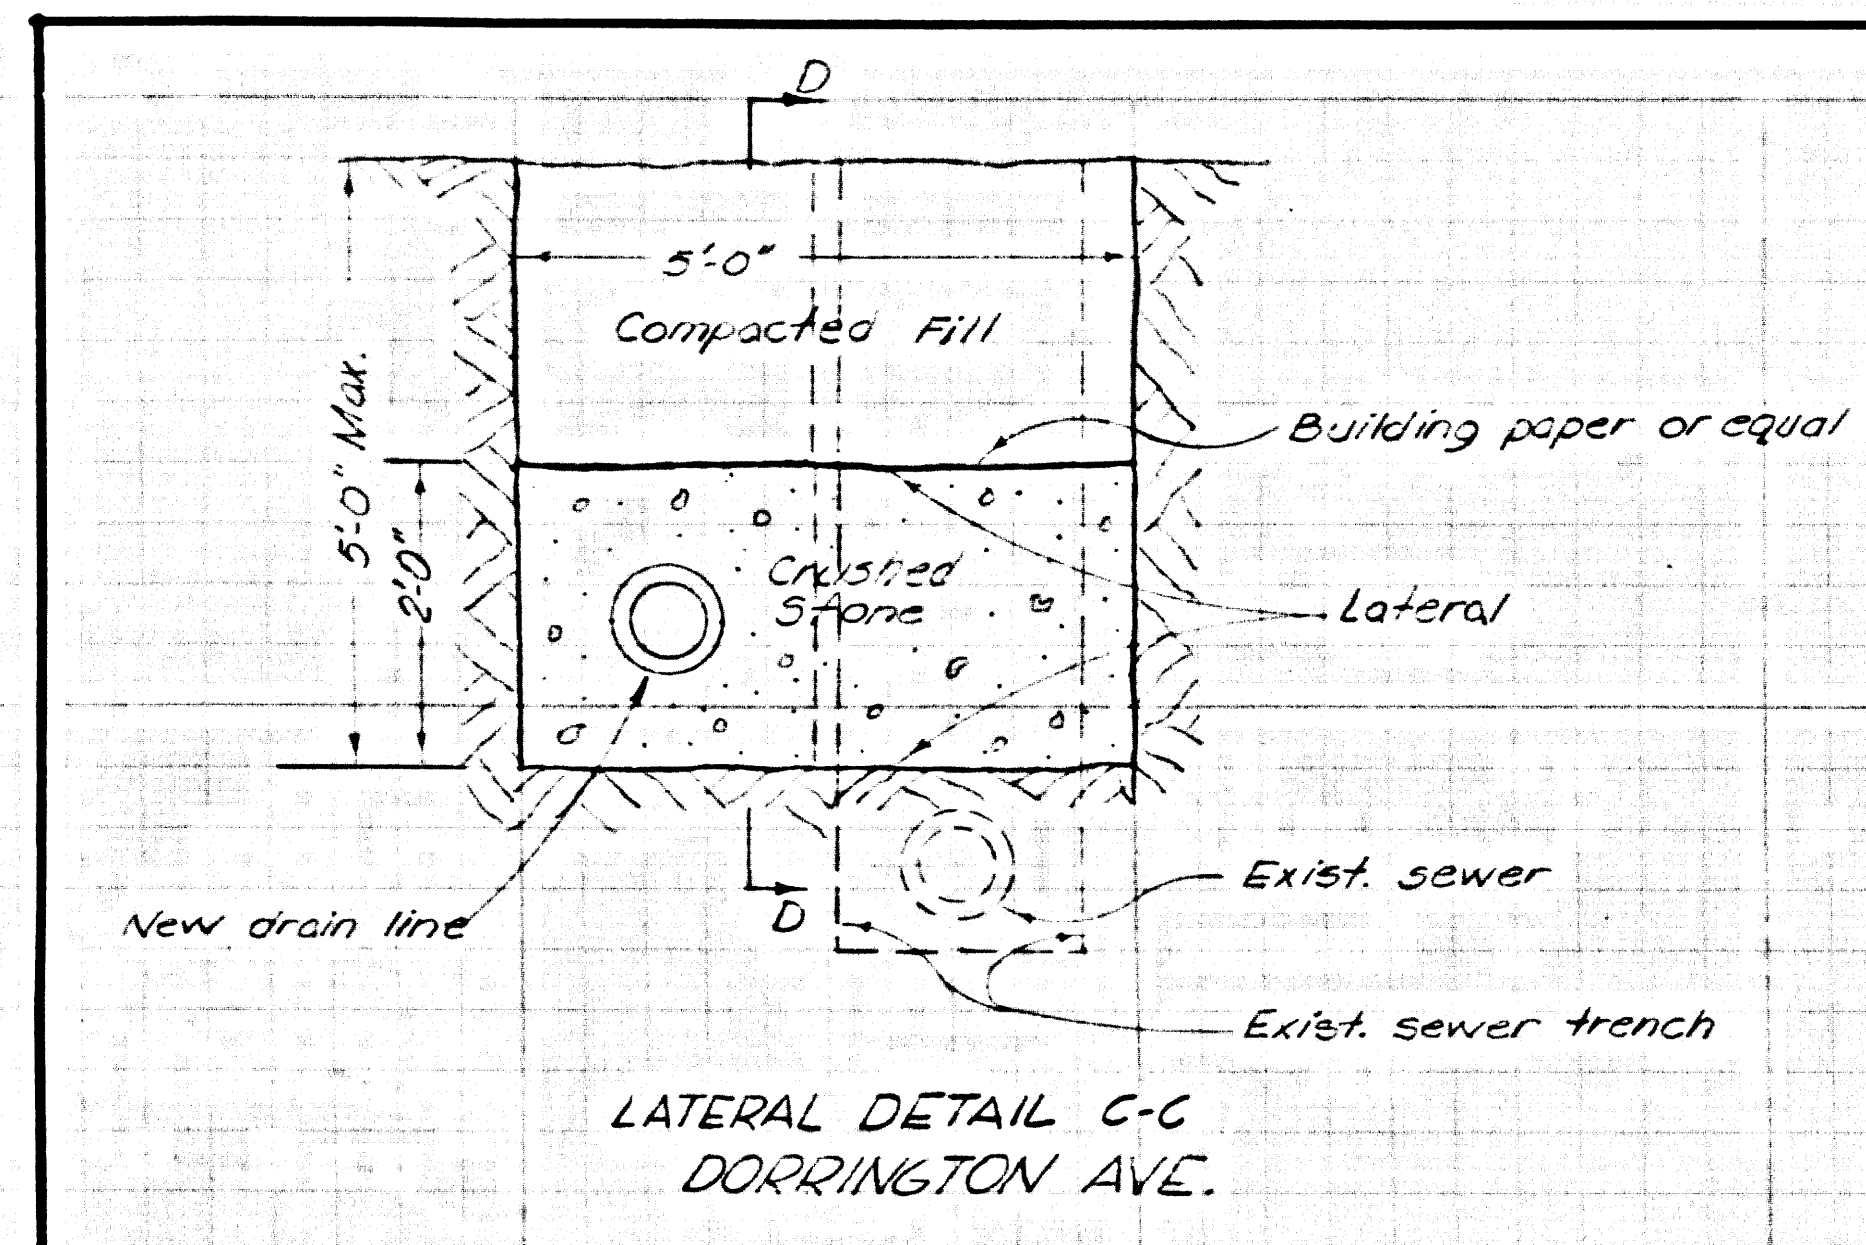 D
5'-0"
Compacted Fill
Building paper or equal
5'-0" Max.
2'-0"
Crushed
Stone
Lateral
Exist. sewer
D
New drain line
Exist. sewer trench
LATERAL DETAIL C-C
DORRINGTON AVE.